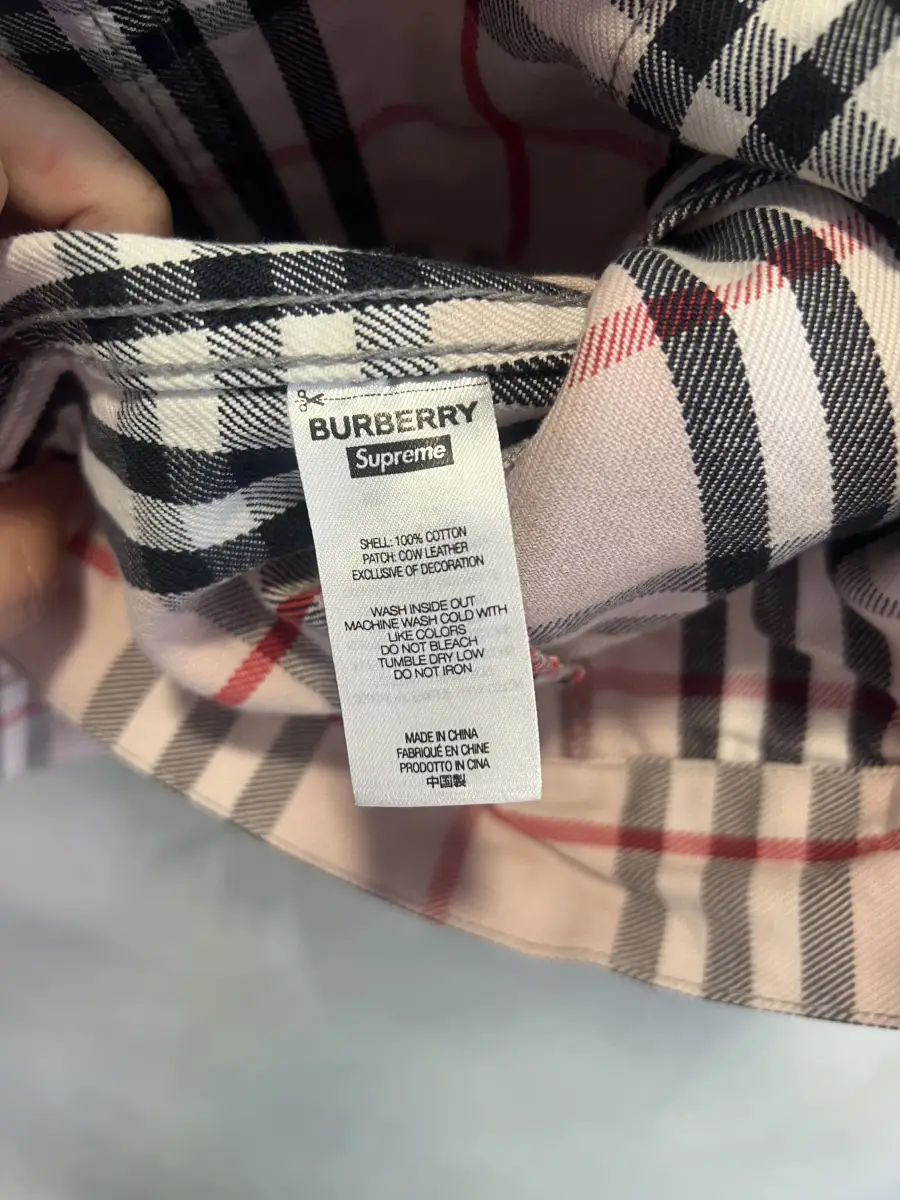 BURBERRY
Supreme
SHELL: 100% COTTON
PATCH: COW LEATHER
EXCLUSIVE OF DECORATION
WASH INSIDE OUT
MACHINE WASH COLD WITH
LIKE COLORS
DO NOT BLEACH
TUMBLE DRY LOW
DO NOT IRON
MADE IN CHINA
FABRIQUÉ EN CHINE
PRODOTTO IN CINA
中国製